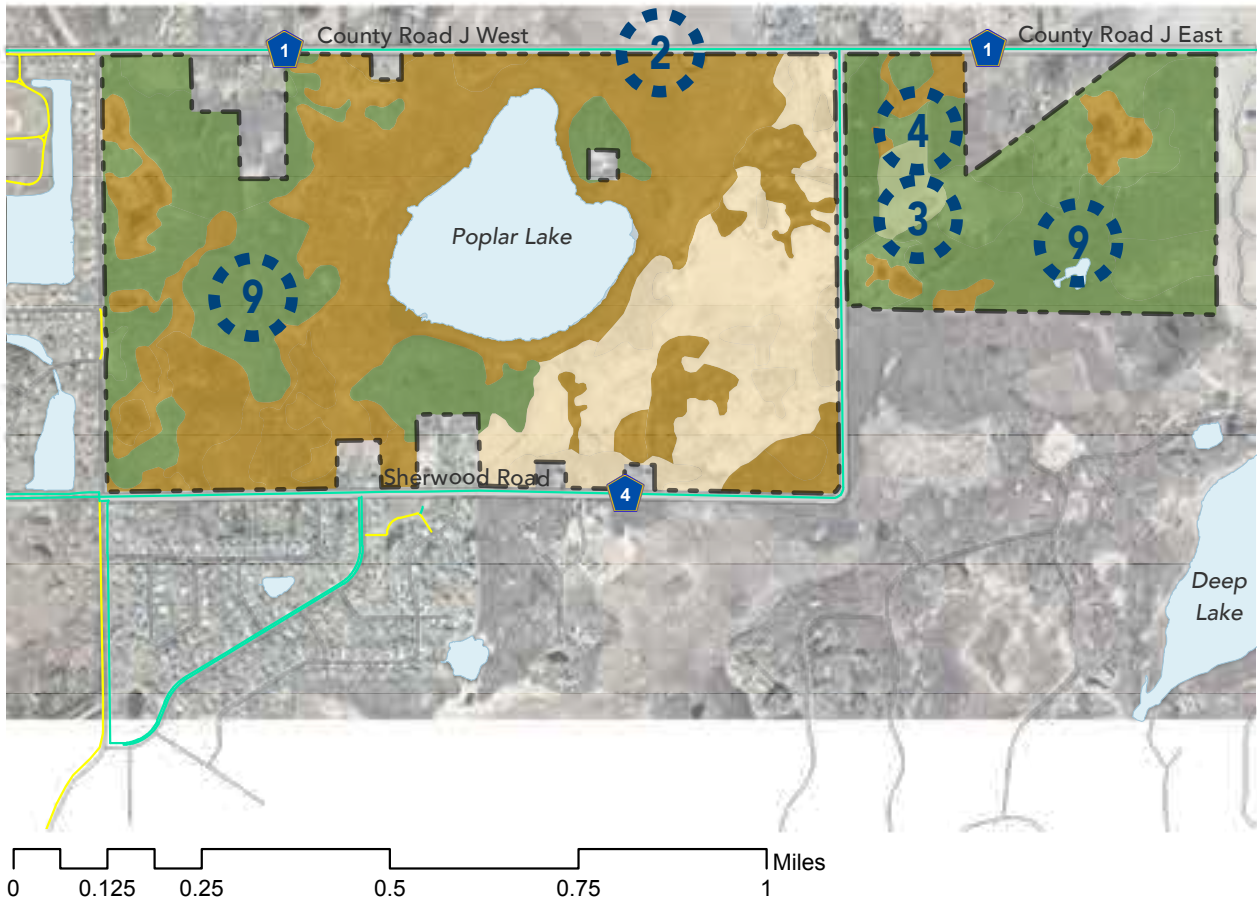 County Road J West
1
2
1
County Road J East
4
3
9
Poplar Lake
9
Sherwood Road
4
Deep
Lake
Miles
0 0.125 0.25 0.5 0.75 1